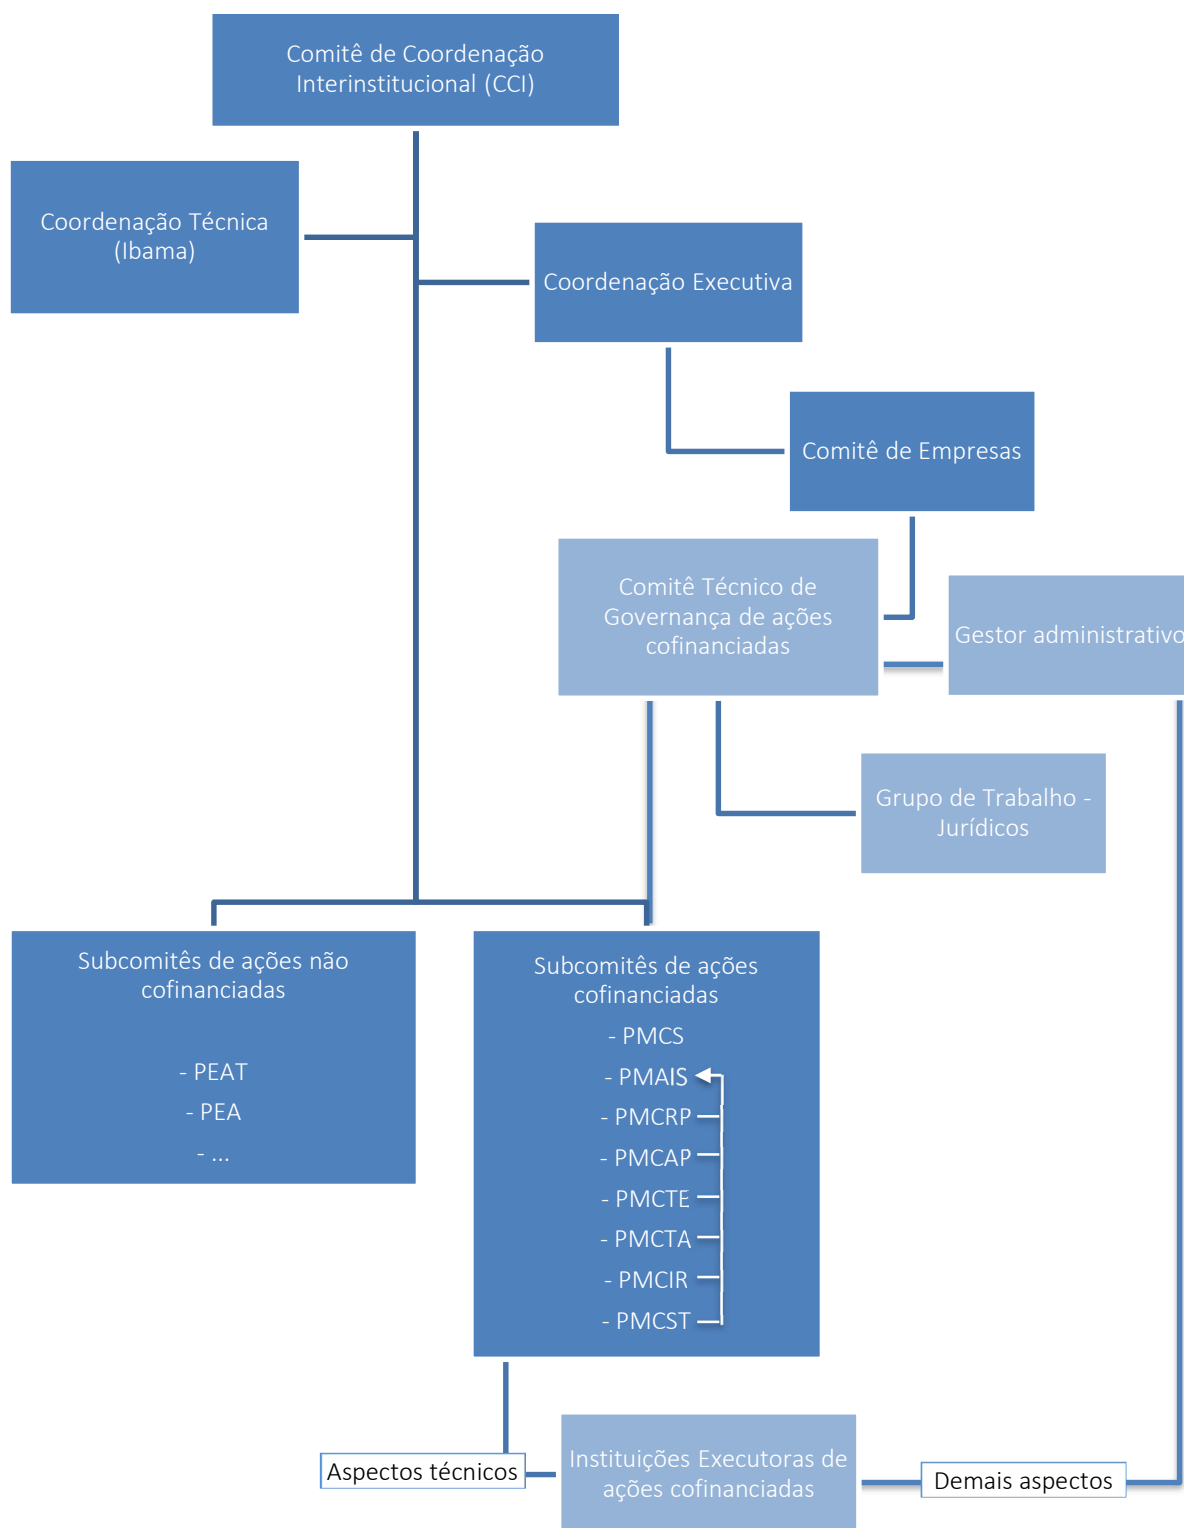 Comitê de Coordenação
Interinstitucional (CCI)
Coordenação Técnica
(Ibama)
Coordenação Executiva
Comitê de Empresas
Comitê Técnico de
Governança de ações
cofinanciadas
Gestor administrativo
Grupo de Trabalho -
Jurídicos
Subcomitês de ações não
cofinanciadas
- PEAT
- PEA
- ...
Subcomitês de ações
cofinanciadas
- PMCS
- PMAIS
- PMCRP
- PMCAP
- PMCTE
- PMCTA
- PMCIR
- PMCST
Aspectos técnicos
Instituições Executoras de
ações cofinanciadas
Demais aspectos